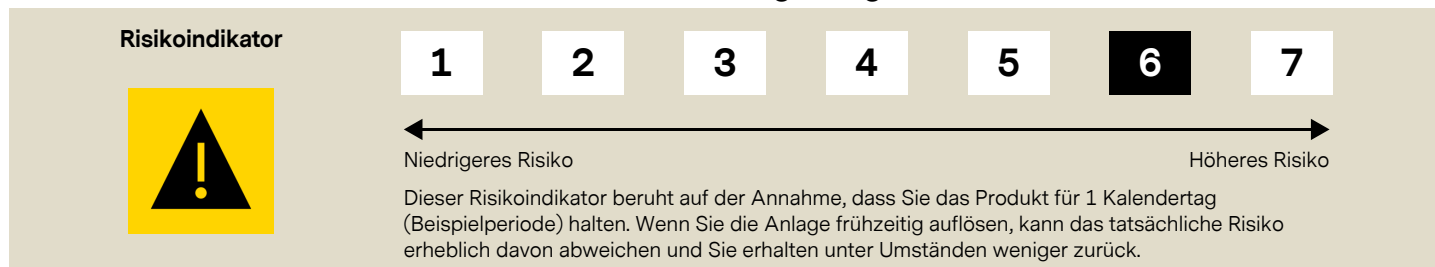 Risikoindikator
1 2 3 4 5 6 7
Niedrigeres Risiko
Höheres Risiko
Dieser Risikoindikator beruht auf der Annahme, dass Sie das Produkt für 1 Kalendertag
(Beispielperiode) halten. Wenn Sie die Anlage frühzeitig auflösen, kann das tatsächliche Risiko
erheblich davon abweichen und Sie erhalten unter Umständen weniger zurück.